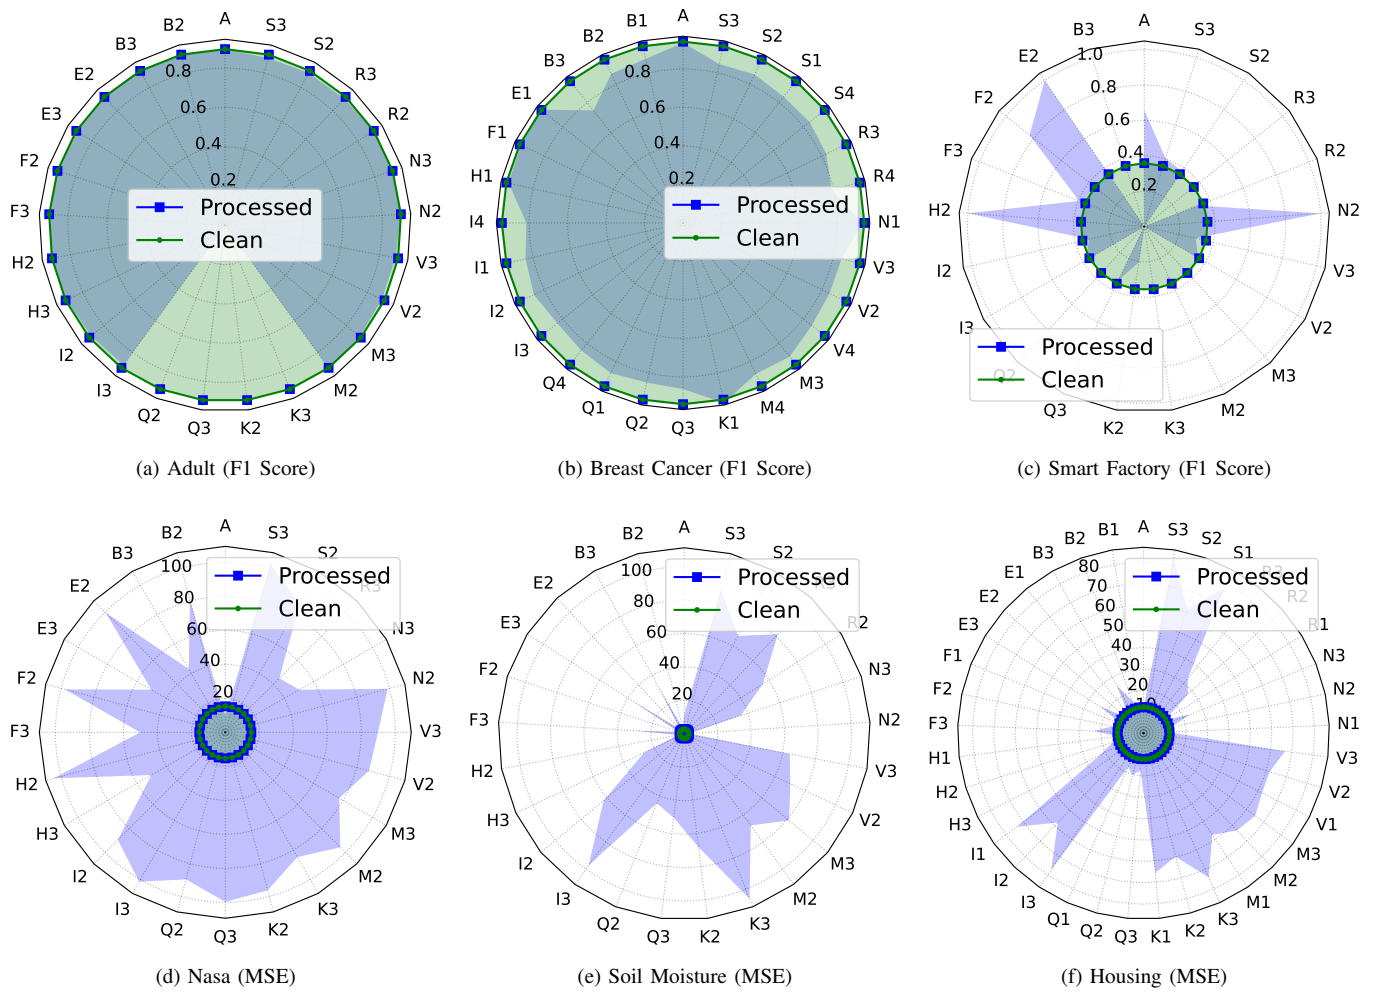 A
B2 S3
B3 S2
E2 R3
E3 R2
F2 N3
F3 N2
H2 V3
H3 V2
I2 M3
I3 M2
Q2 K3
Q3 K2
0.8
0.6
0.4
0.2
Processed
Clean
(a) Adult (F1 Score)
A
B1 S3
B2 S2
B3 S1
E1 S4
F1 R3
H1 R4
I4 N1
I1 V3
I2 V2
I3 V4
Q4 M3
Q1 M4
Q2 K1
Q3
0.8
0.6
0.4
0.2
Processed
Clean
(b) Breast Cancer (F1 Score)
A
B3 S3
E2 S2
F2 R3
F3 R2
H2 N2
I2 V3
I3 V2
Q2 M3
Q3 M2
K2 K3
1.0
0.8
0.6
0.4
0.2
Processed
Clean
(c) Smart Factory (F1 Score)
A
B2 S3
B3 S2
E2 R3
E3 N3
F2 N2
F3 V3
H2 V2
H3 M3
I2 M2
I3 K3
Q2 K2
Q3
100
80
60
40
20
Processed
Clean
(d) Nasa (MSE)
A
B2 S3
B3 S2
E2 R3
E3 R2
F2 N3
F3 N2
H2 V3
H3 V2
I2 M3
I3 M2
Q2 K3
Q3 K2
100
80
60
40
20
Processed
Clean
(e) Soil Moisture (MSE)
A
B1 S3
B2 S2
B3 S1
E1 R3
E2 R2
E3 R1
F1 N3
F2 N2
F3 N1
H1 V3
H2 V2
H3 V1
I1 M3
I2 M2
I3 M1
Q1 K3
Q2 K2
Q3 K1
80
70
60
50
40
30
20
10
Processed
Clean
(f) Housing (MSE)